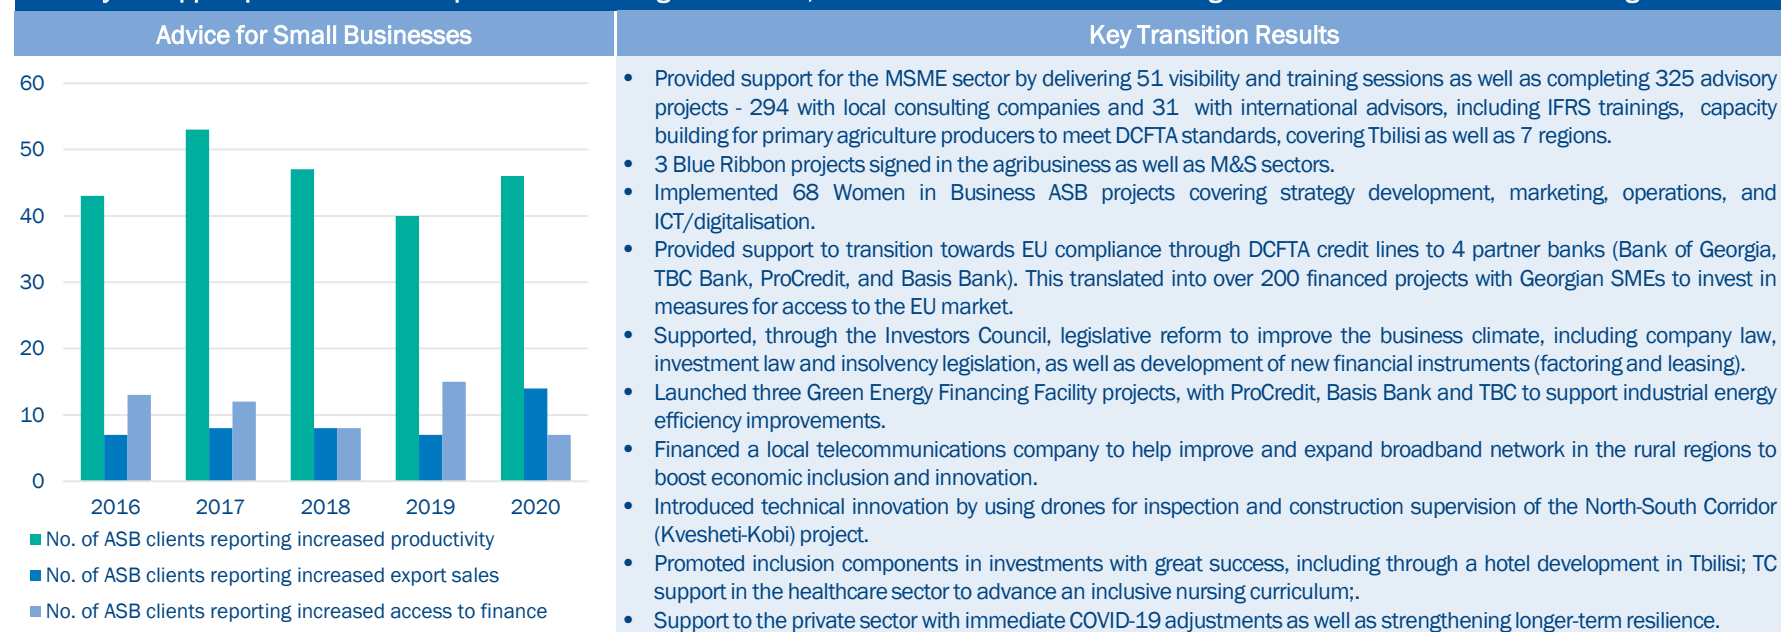 Advice for Small Businesses
Key Transition Results
60
50
40
30
20
10
0
2016 2017 2018 2019 2020
No. of ASB clients reporting increased productivity
No. of ASB clients reporting increased export sales
No. of ASB clients reporting increased access to finance
• Provided support for the MSME sector by delivering 51 visibility and training sessions as well as completing 325 advisory
projects - 294 with local consulting companies and 31 with international advisors, including IFRS trainings, capacity
building for primary agriculture producers to meet DCFTA standards, covering Tbilisi as well as 7 regions.
• 3 Blue Ribbon projects signed in the agribusiness as well as M&S sectors.
• Implemented 68 Women in Business ASB projects covering strategy development, marketing, operations, and
ICT/digitalisation.
• Provided support to transition towards EU compliance through DCFTA credit lines to 4 partner banks (Bank of Georgia,
TBC Bank, ProCredit, and Basis Bank). This translated into over 200 financed projects with Georgian SMEs to invest in
measures for access to the EU market.
• Supported, through the Investors Council, legislative reform to improve the business climate, including company law,
investment law and insolvency legislation, as well as development of new financial instruments (factoring and leasing).
• Launched three Green Energy Financing Facility projects, with ProCredit, Basis Bank and TBC to support industrial energy
efficiency improvements.
• Financed a local telecommunications company to help improve and expand broadband network in the rural regions to
boost economic inclusion and innovation.
• Introduced technical innovation by using drones for inspection and construction supervision of the North-South Corridor
(Kvesheti-Kobi) project.
• Promoted inclusion components in investments with great success, including through a hotel development in Tbilisi; TC
support in the healthcare sector to advance an inclusive nursing curriculum;.
• Support to the private sector with immediate COVID-19 adjustments as well as strengthening longer-term resilience.